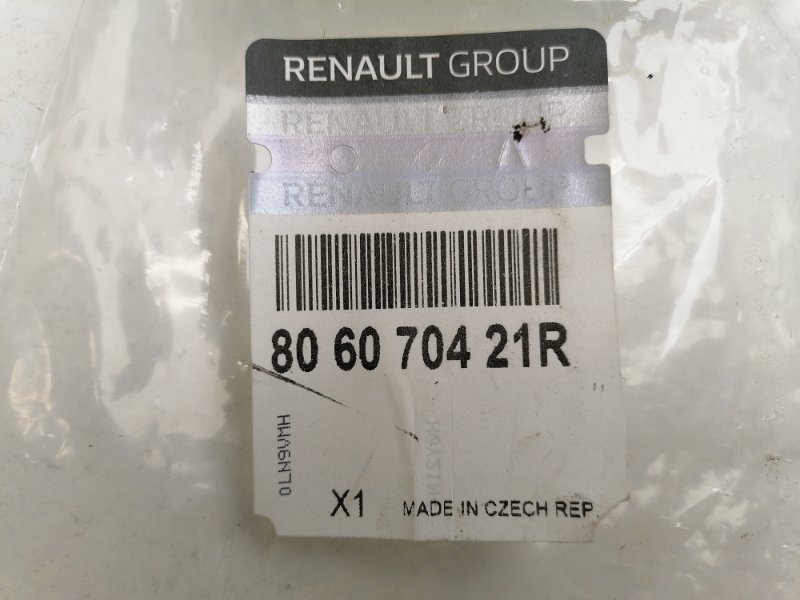 RENAULT GROUP
RENAULT GROUP
RENAULT GROUP
80 60 704 21R
X1
MADE IN CZECH REP.